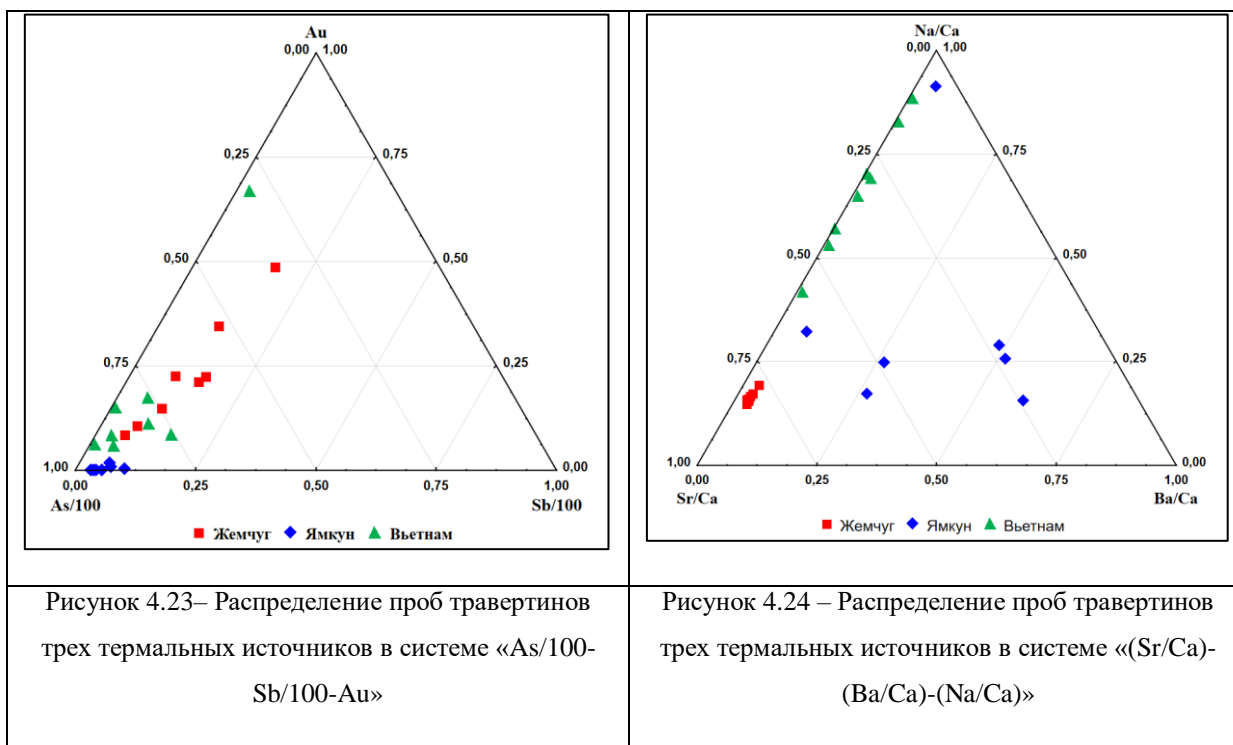 Au
0,00 1,00
0,25 0,75
0,50 0,50
0,75 0,25
1,00 0,00
0,00 0,25 0,50 0,75 1,00
As/100 Sb/100
Жемчуг Ямкун Вьетнам
Na/Ca
0,00 1,00
0,25 0,75
0,50 0,50
0,75 0,25
1,00 0,00
0,00 0,25 0,50 0,75 1,00
Sr/Ca Ba/Ca
Жемчуг Ямкун Вьетнам
Рисунок 4.23– Распределение проб травертинов
трех термальных источников в системе «As/100-
Sb/100-Au»
Рисунок 4.24 – Распределение проб травертинов
трех термальных источников в системе «(Sr/Ca)-
(Ba/Ca)-(Na/Ca)»